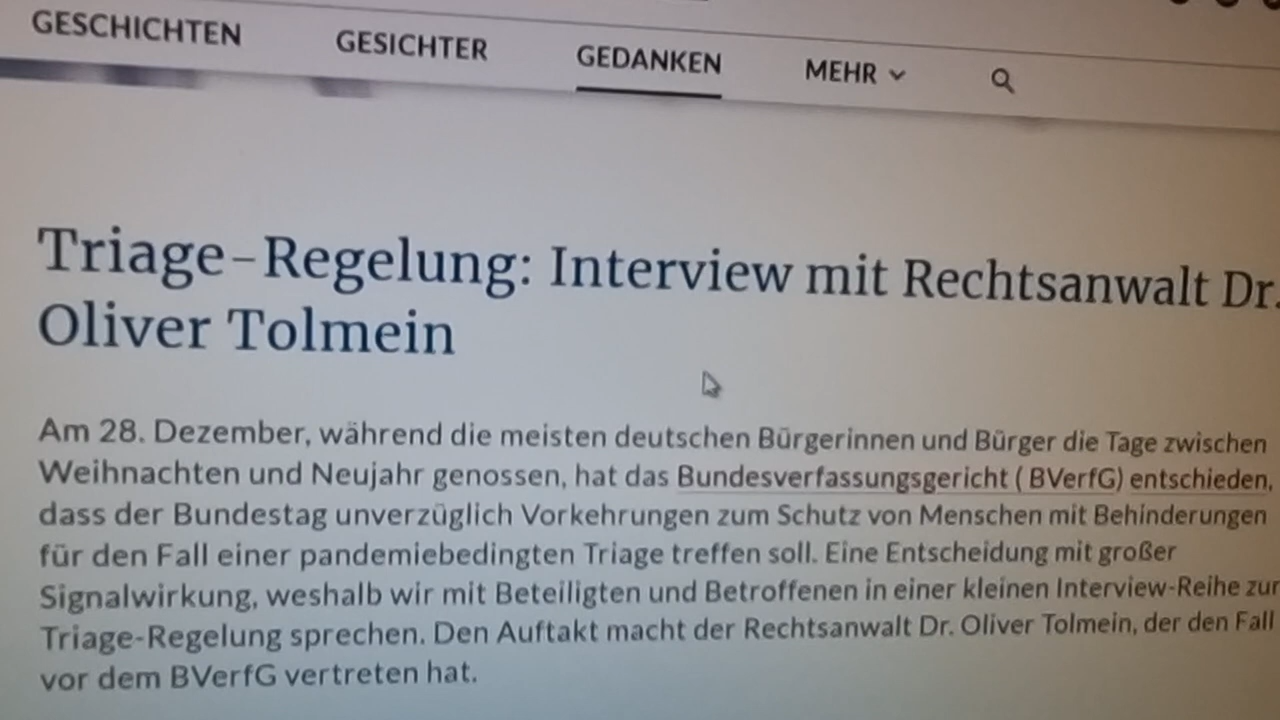 GESCHICHTEN GESICHTER GEDANKEN MEHR
Triage-Regelung: Interview mit Rechtsanwalt Dr.
Oliver Tolmein
Am 28. Dezember, während die meisten deutschen Bürgerinnen und Bürger die Tage zwischen
Weihnachten und Neujahr genossen, hat das Bundesverfassungsgericht ( BVerfG) entschieden,
dass der Bundestag unverzüglich Vorkehrungen zum Schutz von Menschen mit Behinderungen
für den Fall einer pandemiebedingten Triage treffen soll. Eine Entscheidung mit großer
Signalwirkung, weshalb wir mit Beteiligten und Betroffenen in einer kleinen Interview-Reihe zur
Triage-Regelung sprechen. Den Auftakt macht der Rechtsanwalt Dr. Oliver Tolmein, der den Fall
vor dem BVerfG vertreten hat.